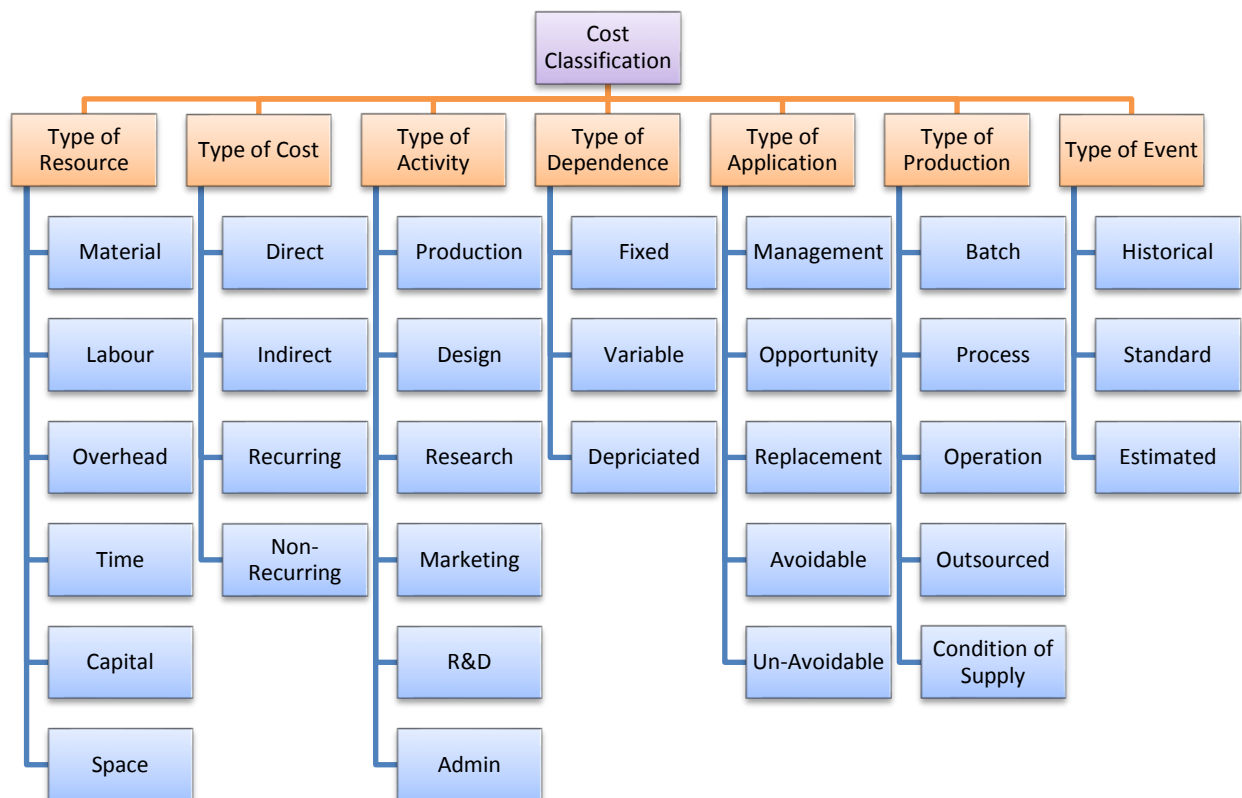 Cost
Classification
Type of
Resource
Type of Cost
Type of
Activity
Type of
Dependence
Type of
Application
Type of
Production
Type of Event
Material
Direct
Production
Fixed
Management
Batch
Historical
Labour
Indirect
Design
Variable
Opportunity
Process
Standard
Overhead
Recurring
Research
Depriciated
Replacement
Operation
Estimated
Time
Non-
Recurring
Marketing
Avoidable
Outsourced
Capital
R&D
Un-Avoidable
Condition of
Supply
Space
Admin